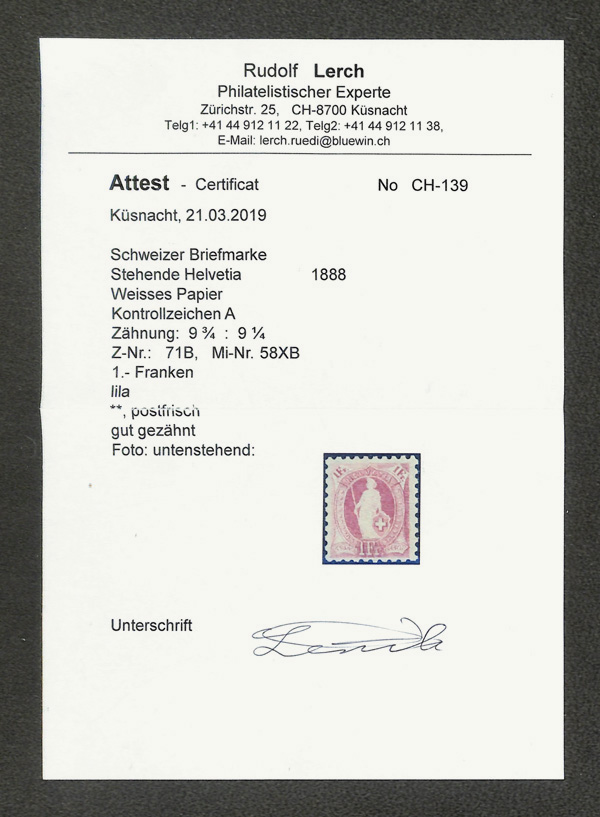 Rudolf Lerch
Philatelistischer Experte
Zürichstr. 25, CH-8700 Küsnacht
Telg1: +41 44 912 11 22, Telg2: +41 44 912 11 38,
E-Mail: lerch.ruedi@bluewin.ch
Attest - Certificat No CH-139
Küsnacht, 21.03.2019
Schweizer Briefmarke
Stehende Helvetia 1888
Weisses Papier
Kontrollzeichen A
Zähnung: 9 ¾ : 9 ¼
Z-Nr.: 71B, Mi-Nr. 58XB
1.- Franken
lila
**, postfrisch
gut gezähnt
Foto: untenstehend:
1F. 1F.
Unterschrift